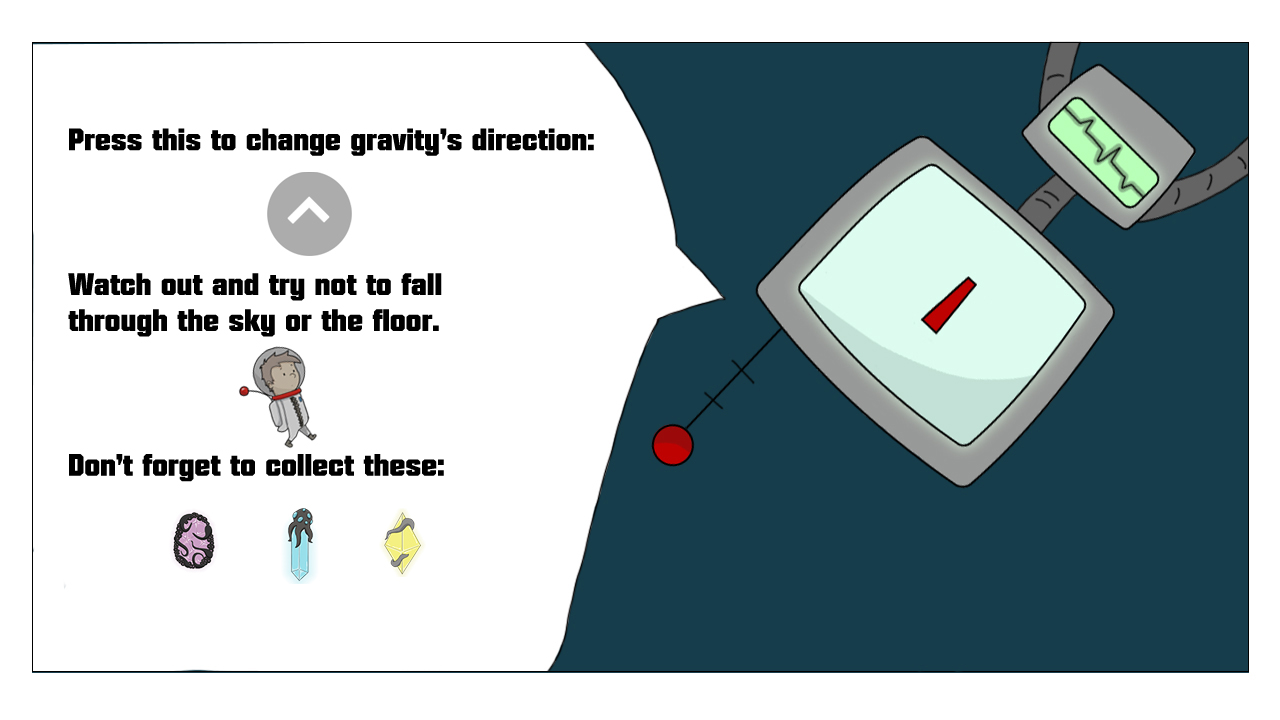 Press this to change gravity's direction:
Watch out and try not to fall
through the sky or the floor.
Don't forget to collect these: